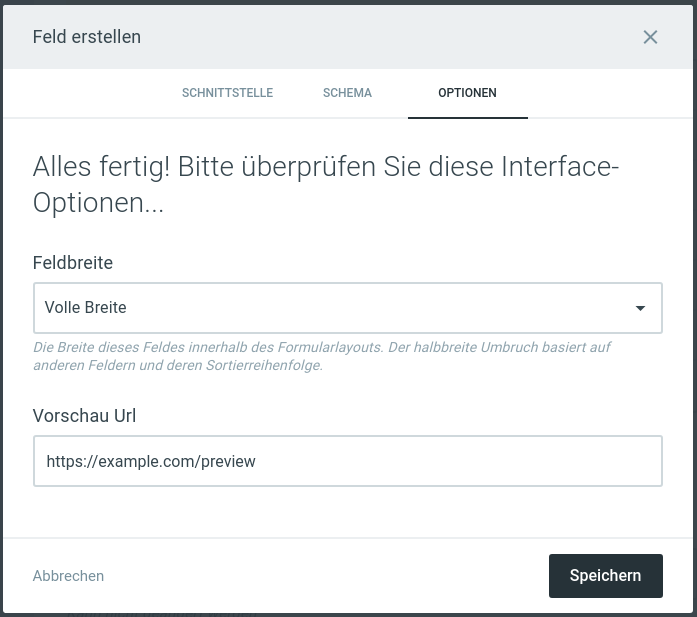 Feld erstellen
SCHNITTSTELLE SCHEMA OPTIONEN
Alles fertig! Bitte überprüfen Sie diese Interface-
Optionen...
Feldbreite
Volle Breite
Die Breite dieses Feldes innerhalb des Formularlayouts. Der halbbreite Umbruch basiert auf
anderen Feldern und deren Sortierreihenfolge.
Vorschau Url
https://example.com/preview
Abbrechen Speichern